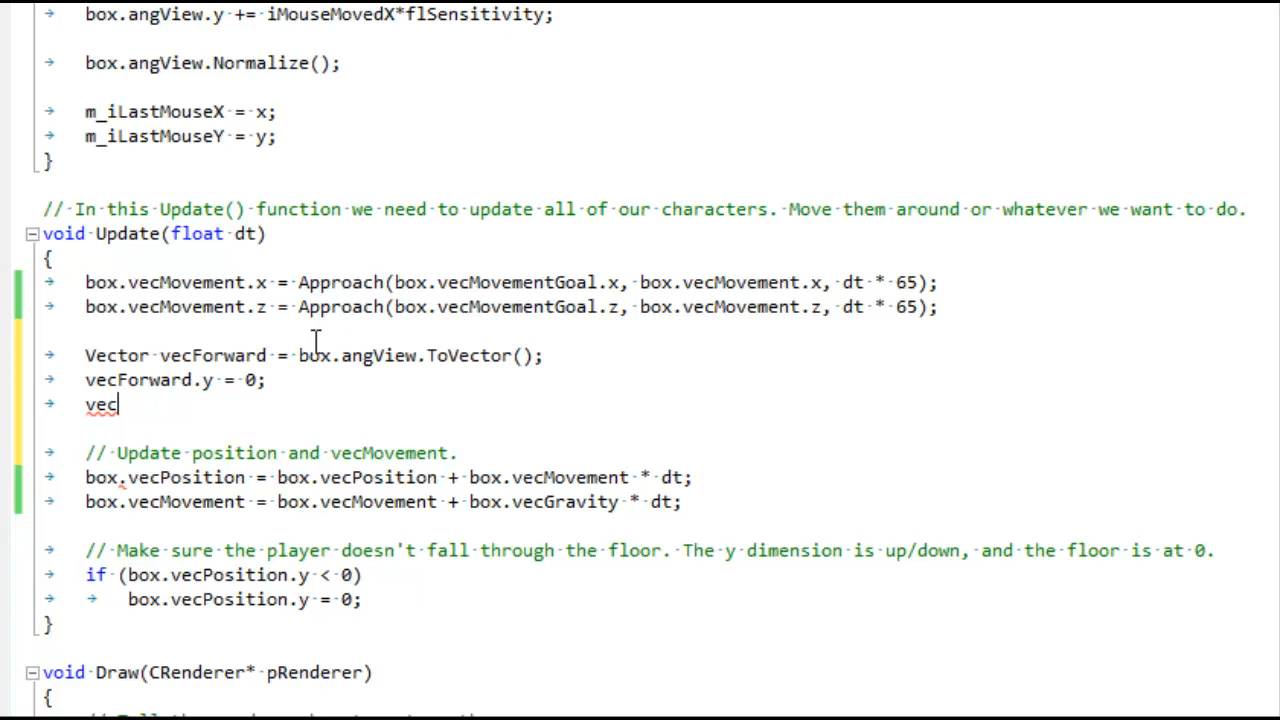 box.angView.y += iMouseMovedX*flSensitivity;
box.angView.Normalize();
m_iLastMouseX = x;
m_iLastMouseY = y;
}
// In this Update() function we need to update all of our characters. Move them around or whatever we want to do.
void Update(float dt)
{
box.vecMovement.x = Approach(box.vecMovementGoal.x, box.vecMovement.x, dt * 65);
box.vecMovement.z = Approach(box.vecMovementGoal.z, box.vecMovement.z, dt * 65);
Vector vecForward = box.angView.ToVector();
vecForward.y = 0;
vec
// Update position and vecMovement.
box.vecPosition = box.vecPosition + box.vecMovement * dt;
box.vecMovement = box.vecMovement + box.vecGravity * dt;
// Make sure the player doesn't fall through the floor. The y dimension is up/down, and the floor is at 0.
if (box.vecPosition.y < 0)
box.vecPosition.y = 0;
}
void Draw(CRenderer* pRenderer)
{